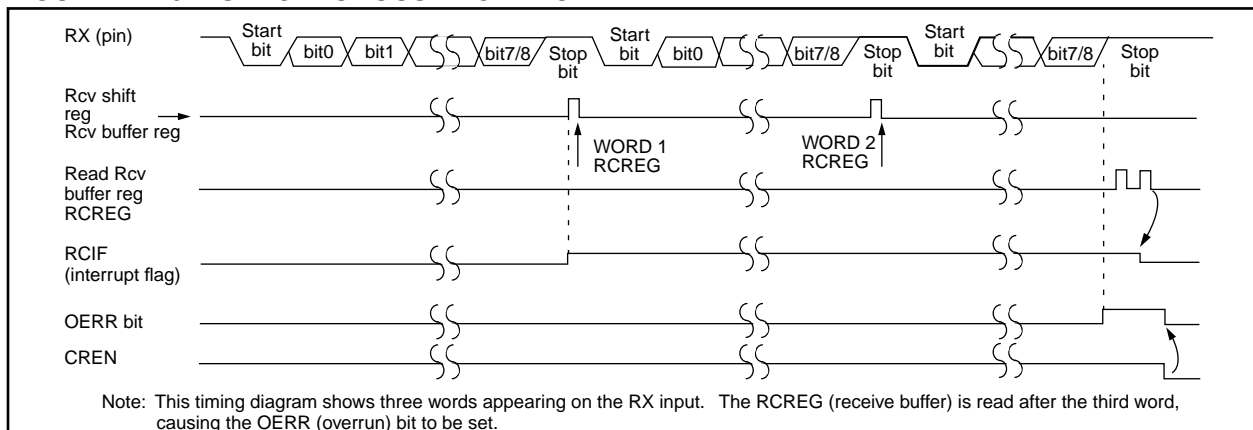 RX (pin)
Start
bit
bit0
bit1
bit7/8
Stop
bit
Start
bit
bit0
bit7/8
Stop
bit
Start
bit
bit7/8
Stop
bit
Rcv shift
reg
Rcv buffer reg
WORD 1
RCREG
WORD 2
RCREG
Read Rcv
buffer reg
RCREG
RCIF
(interrupt flag)
OERR bit
CREN
Note: This timing diagram shows three words appearing on the RX input. The RCREG (receive buffer) is read after the third word,
causing the OERR (overrun) bit to be set.